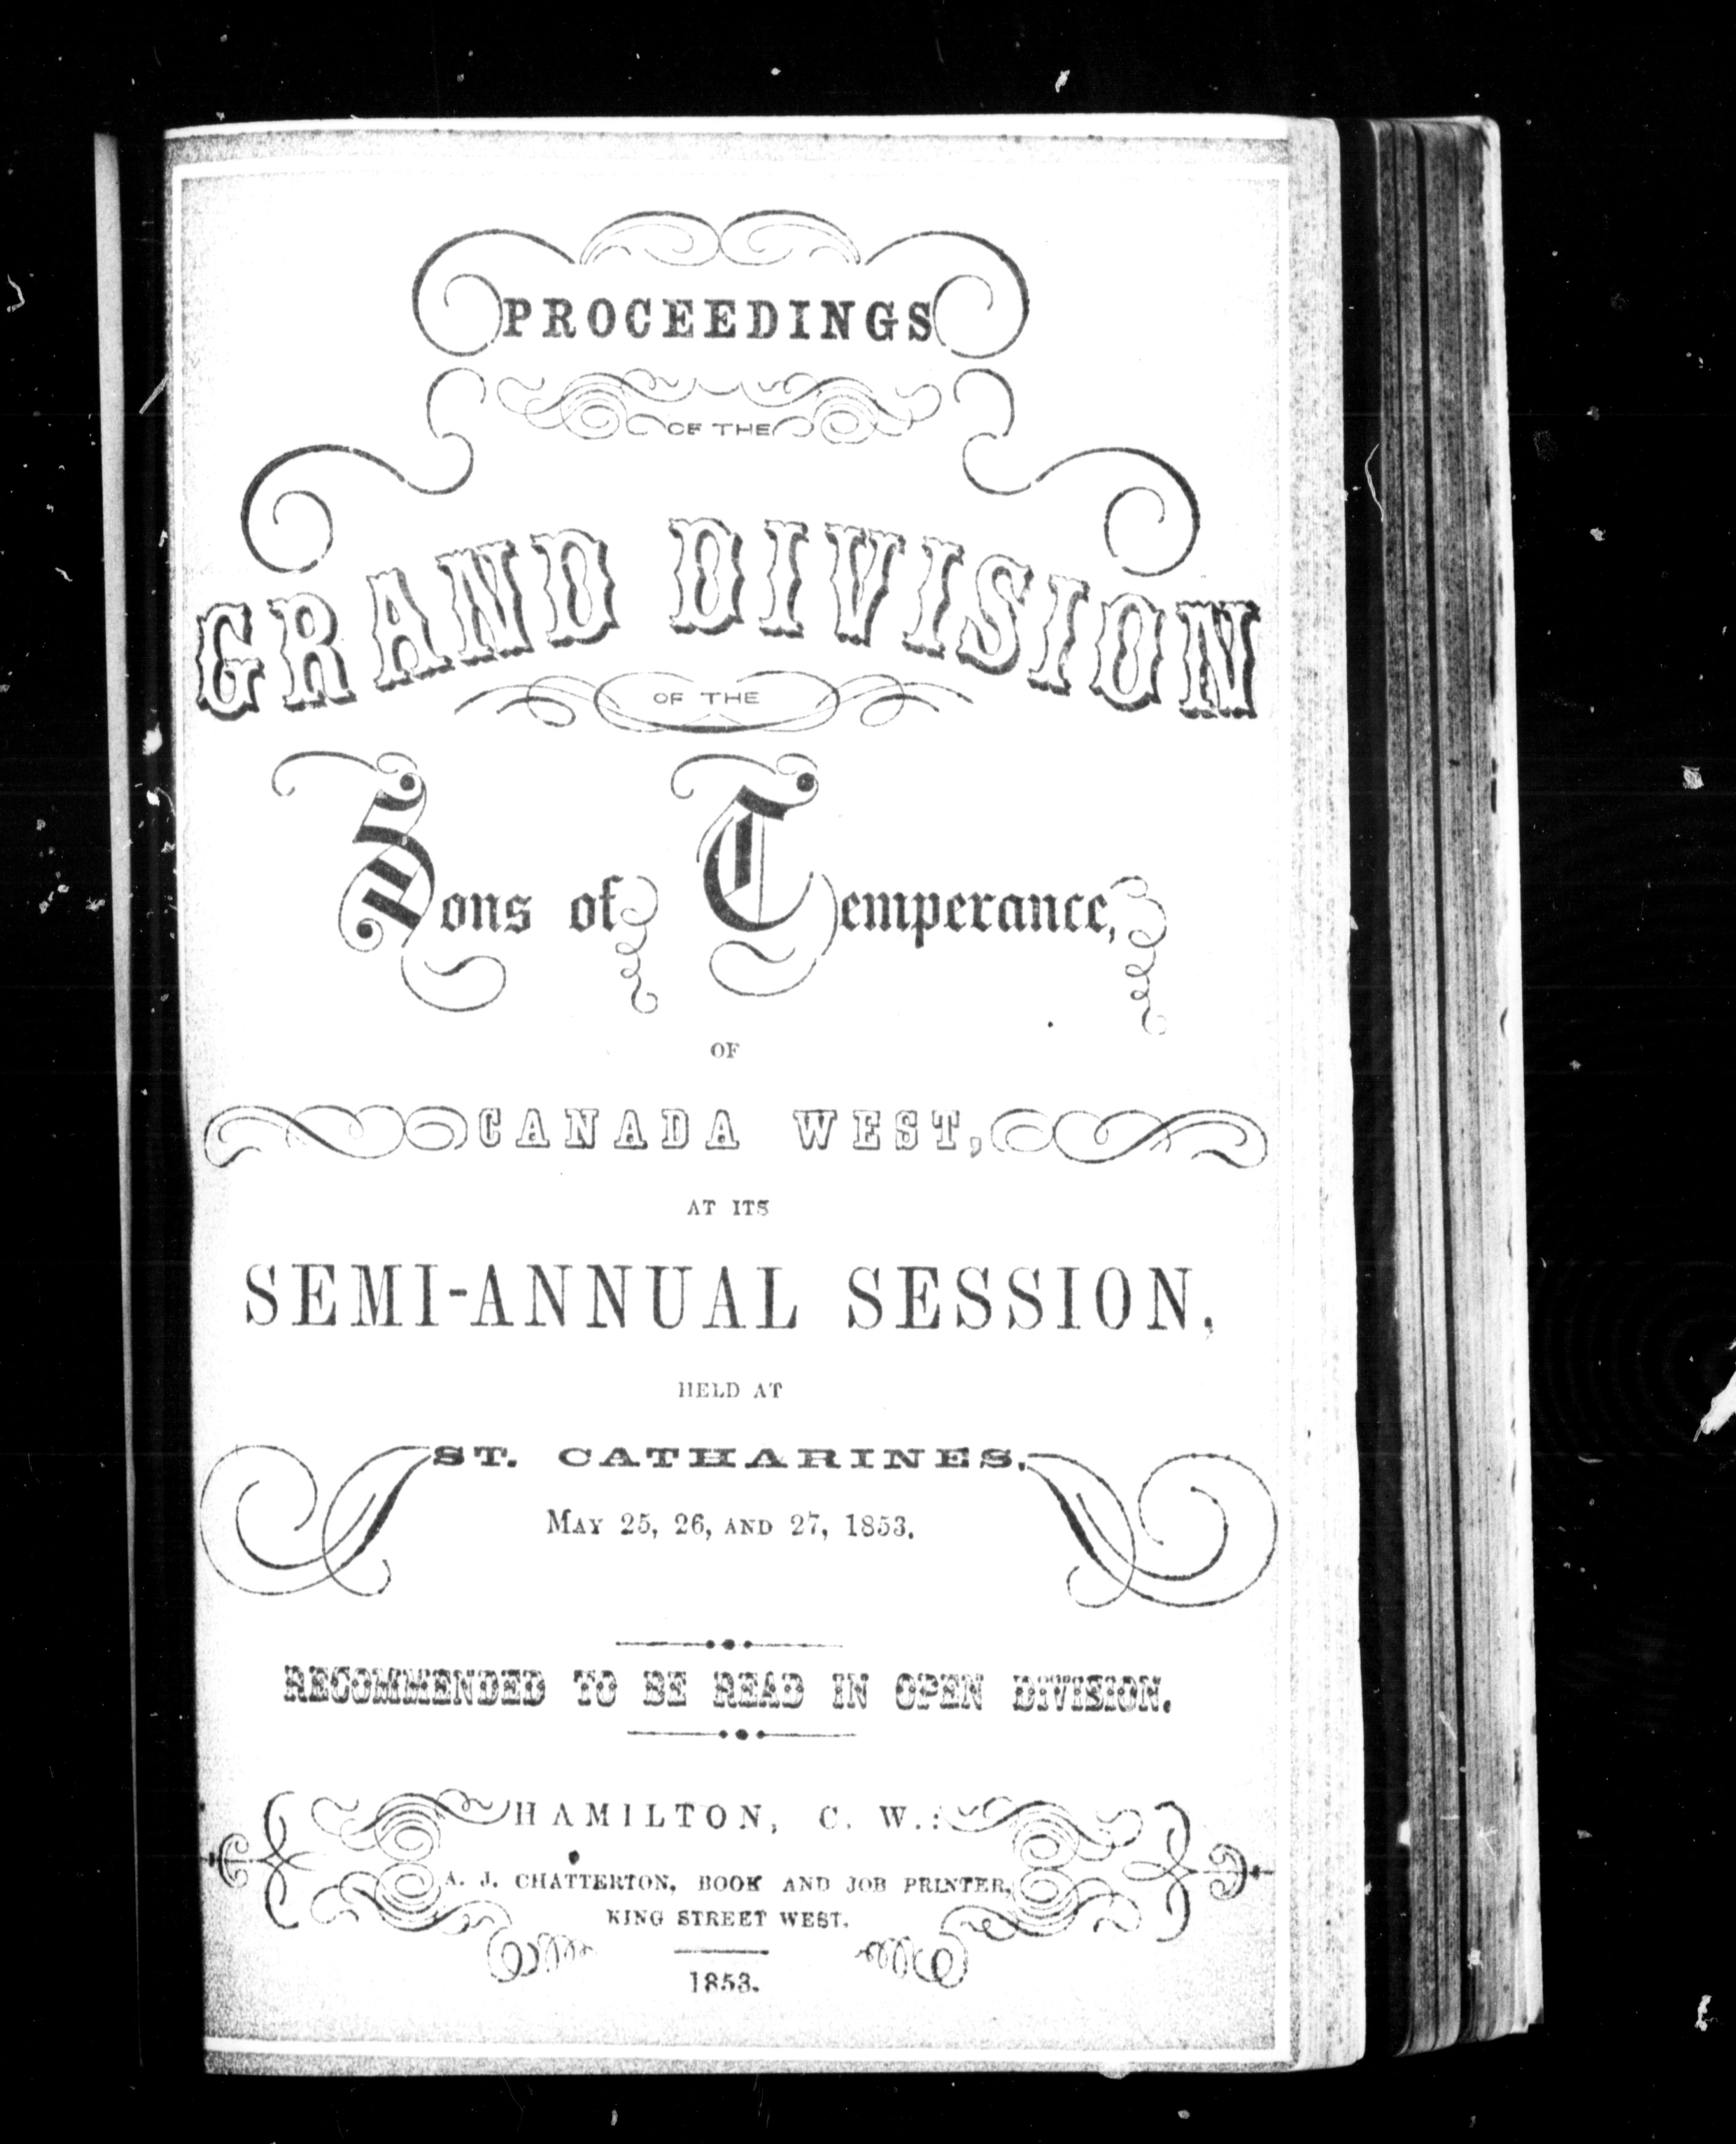 PROCEEDINGS
OF THE
GRAND DIVISION
OF THE
Sons of Temperance,
OF
CANADA WEST,
AT ITS
SEMI-ANNUAL SESSION,
HELD AT
ST. CATHARINES,
MAY 25, 26, AND 27, 1853.
RECOMMENDED TO BE READ IN OPEN DIVISION.
HAMILTON, C. W.:
A. J. CHATTERTON, BOOK AND JOB PRINTER,
KING STREET WEST.
1853.